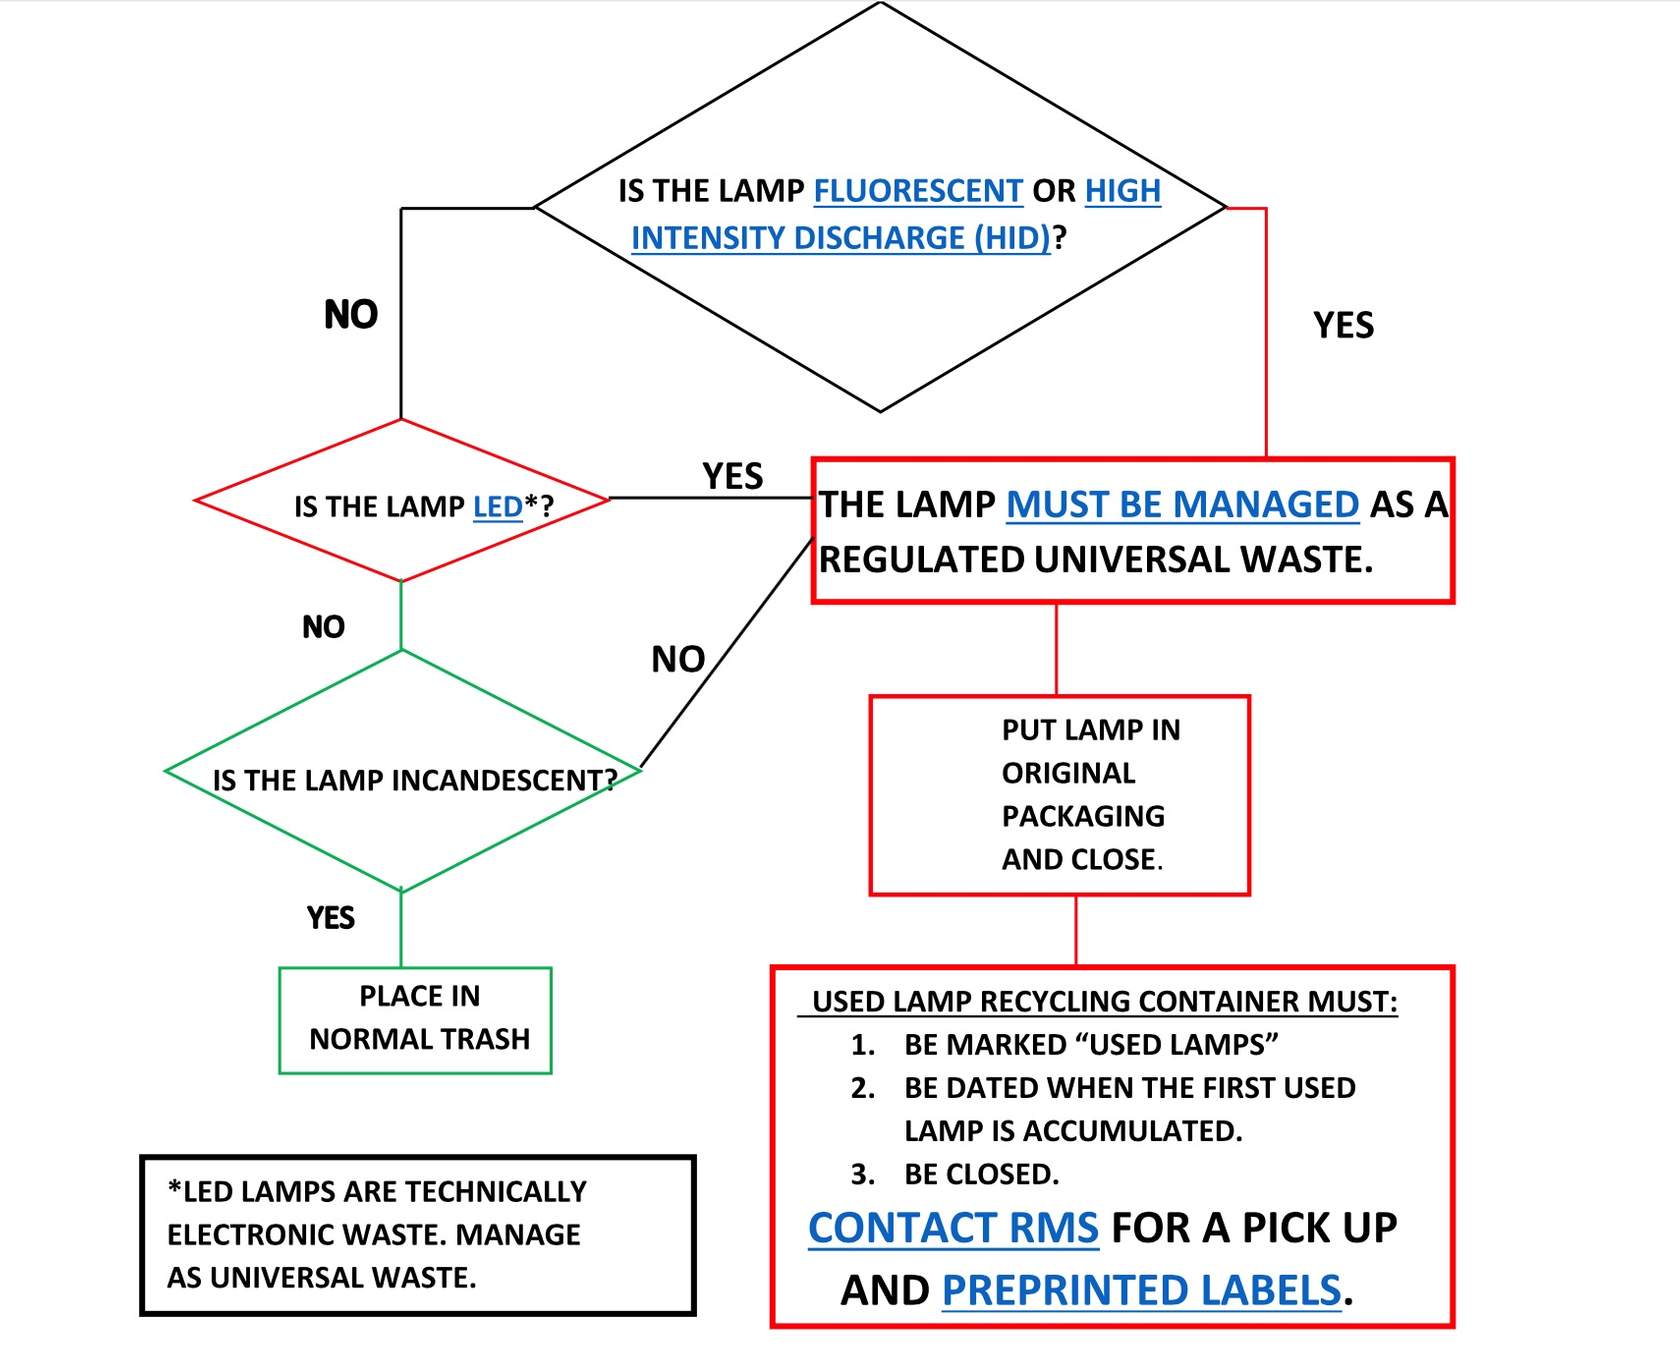 IS THE LAMP FLUORESCENT OR HIGH
INTENSITY DISCHARGE (HID)?
NO
YES
IS THE LAMP LED*?
YES
THE LAMP MUST BE MANAGED AS A
REGULATED UNIVERSAL WASTE.
NO
NO
IS THE LAMP INCANDESCENT?
PUT LAMP IN
ORIGINAL
PACKAGING
AND CLOSE.
YES
PLACE IN
NORMAL TRASH
USED LAMP RECYCLING CONTAINER MUST:
1. BE MARKED “USED LAMPS”
2. BE DATED WHEN THE FIRST USED
LAMP IS ACCUMULATED.
3. BE CLOSED.
CONTACT RMS FOR A PICK UP
AND PREPRINTED LABELS.
*LED LAMPS ARE TECHNICALLY
ELECTRONIC WASTE. MANAGE
AS UNIVERSAL WASTE.